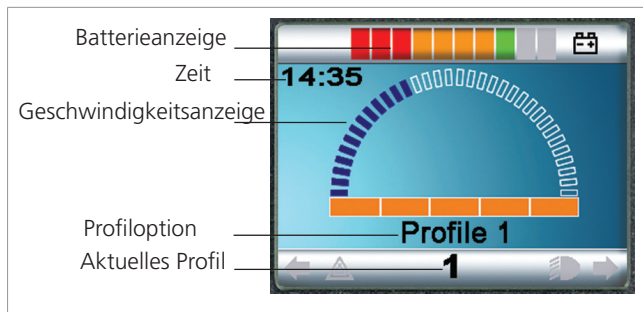 Batterieanzeige
Zeit
14:35
Geschwindigkeitsanzeige
Profiloption
Profile 1
Aktuelles Profil
1